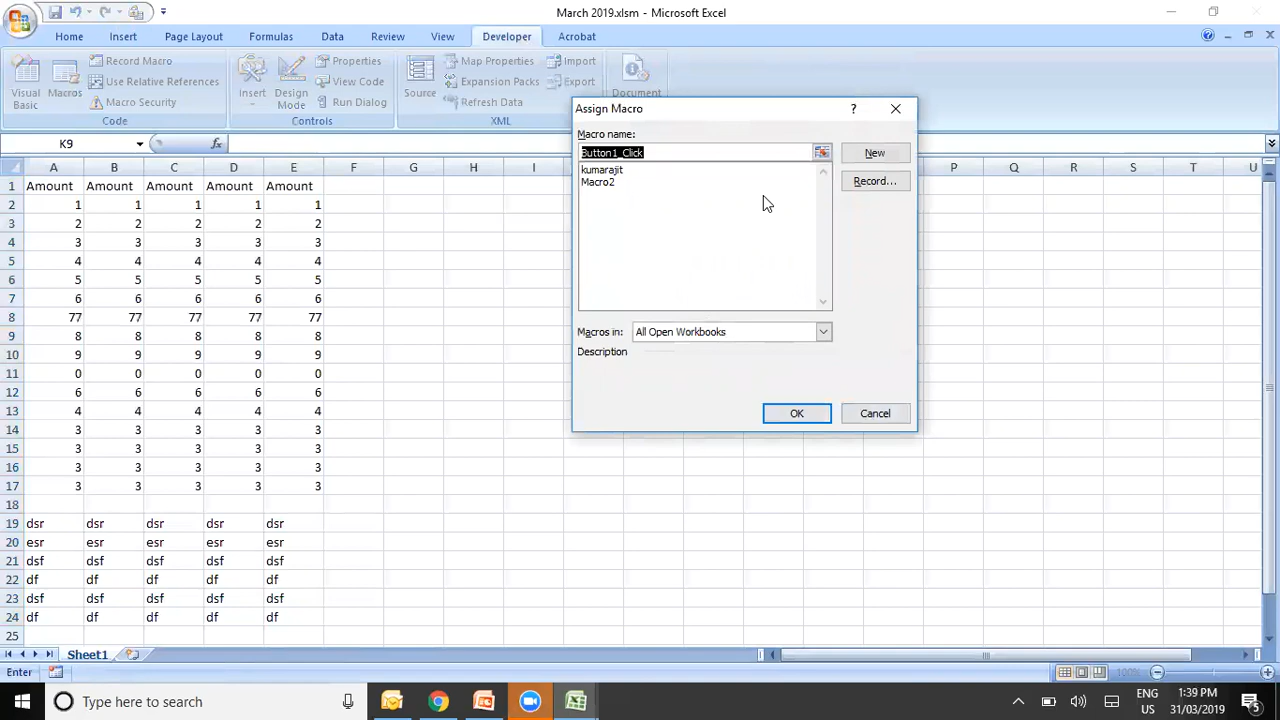 March 2019.xlsm - Microsoft Excel
Home Insert Page Layout Formulas Data Review View Developer Acrobat
Visual Basic
Macros
Record Macro
Use Relative References
Macro Security
Code
Insert
Design Mode
Properties
View Code
Run Dialog
Controls
Source
Map Properties
Expansion Packs
Refresh Data
Import
Export
XML
Document
K9
fx
Assign Macro
?
Macro name:
Button1_Click
New
kumarajit
Macro2
Record...
Macros in: All Open Workbooks
Description
OK Cancel
A B C D E F G H I P Q R S T U
1 Amount Amount Amount Amount Amount
2 1 1 1 1 1
3 2 2 2 2 2
4 3 3 3 3 3
5 4 4 4 4 4
6 5 5 5 5 5
7 6 6 6 6 6
8 77 77 77 77 77
9 8 8 8 8 8
10 9 9 9 9 9
11 0 0 0 0 0
12 6 6 6 6 6
13 4 4 4 4 4
14 3 3 3 3 3
15 3 3 3 3 3
16 3 3 3 3 3
17 3 3 3 3 3
18
19 dsr dsr dsr dsr dsr
20 esr esr esr esr esr
21 dsf dsf dsf dsf dsf
22 df df df df df
23 dsf dsf dsf dsf dsf
24 df df df df df
25
Sheet1
Enter 100%
Type here to search
ENG
US
1:39 PM
31/03/2019
5